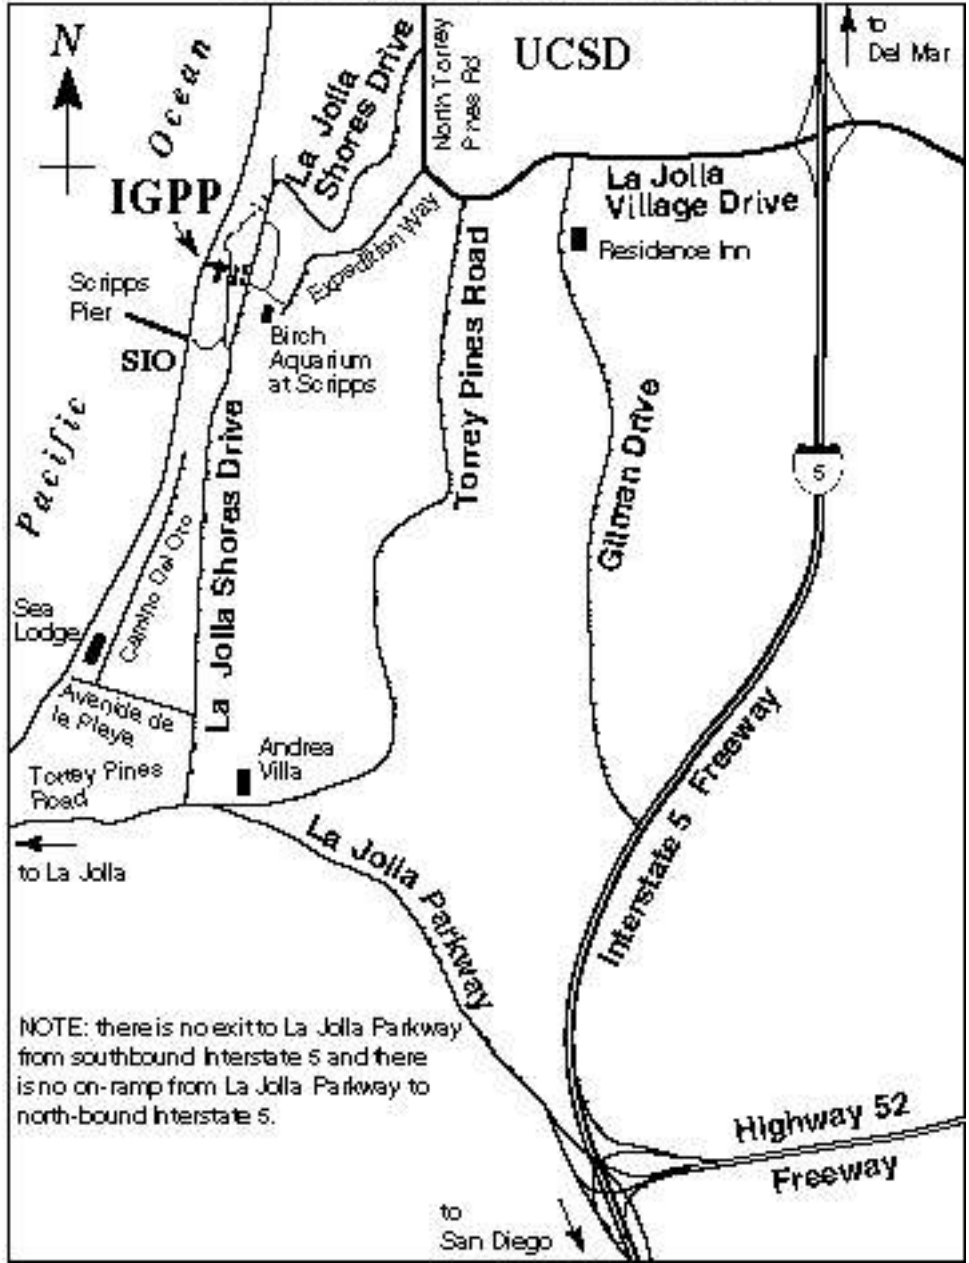 N
Ocean
La Jolla
Shores Drive
North Torrey
Pines Rd
UCSD
to
Del Mar
IGPP
La Jolla
Village Drive
Residence Inn
Expedition Way
Scripps
Pier
SIO
Birch
Aquarium
at Scripps
Torrey Pines Road
Pacific
La Jolla Shores Drive
Gilman Drive
5
Camino Del Oro
Sea
Lodge
Avenida de
la Playa
Andrea
Villa
Torrey Pines
Road
to La Jolla
La Jolla Parkway
Interstate 5 Freeway
NOTE: there is no exit to La Jolla Parkway
from southbound Interstate 5 and there
is no on-ramp from La Jolla Parkway to
north-bound Interstate 5.
Highway 52
Freeway
to
San Diego